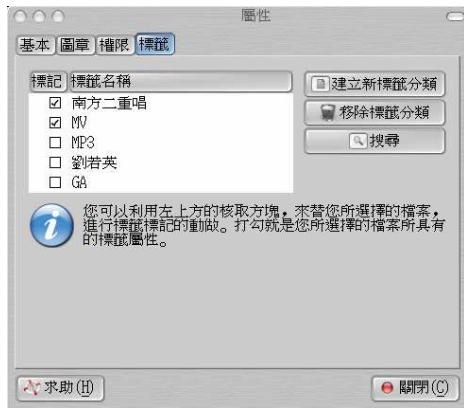 屬性
基本 圖章 權限 標籤
標記 標籤名稱
南方二重唱
MV
MP3
劉若英
GA
建立新標籤分類
移除標籤分類
搜尋
您可以利用左上方的核取方塊，來替您所選擇的檔案，
進行標籤標記的動做。打勾就是您所選擇的檔案所具有
的標籤屬性。
求助(H)
關閉(C)